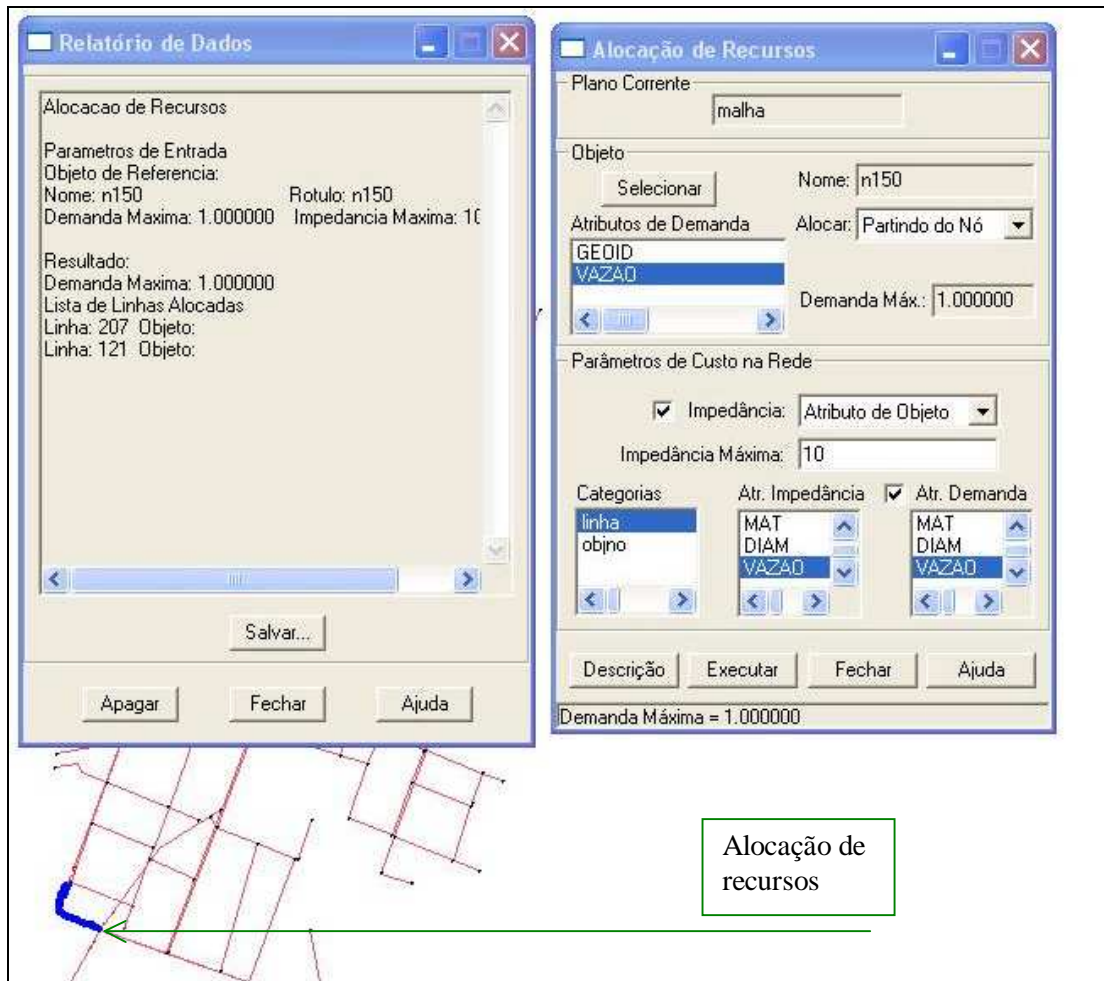 Relatório de Dados
Alocacao de Recursos
Parametros de Entrada
Objeto de Referencia:
Nome: n150 Rotulo: n150
Demanda Maxima: 1.000000 Impedancia Maxima: 10
Resultado:
Demanda Maxima: 1.000000
Lista de Linhas Alocadas
Linha: 207 Objeto:
Linha: 121 Objeto:
Salvar...
Apagar Fechar Ajuda
Alocação de Recursos
Plano Corrente
malha
Objeto
Selecionar Nome: n150
Atributos de Demanda Alocar: Partindo do Nó
GEOID
VAZAO
Demanda Máx.: 1.000000
Parâmetros de Custo na Rede
Impedância: Atributo de Objeto
Impedância Máxima: 10
Categorias Atr. Impedância Atr. Demanda
linha MAT MAT
objno DIAM DIAM
VAZAO VAZAO
Descrição Executar Fechar Ajuda
Demanda Máxima = 1.000000
Alocação de
recursos